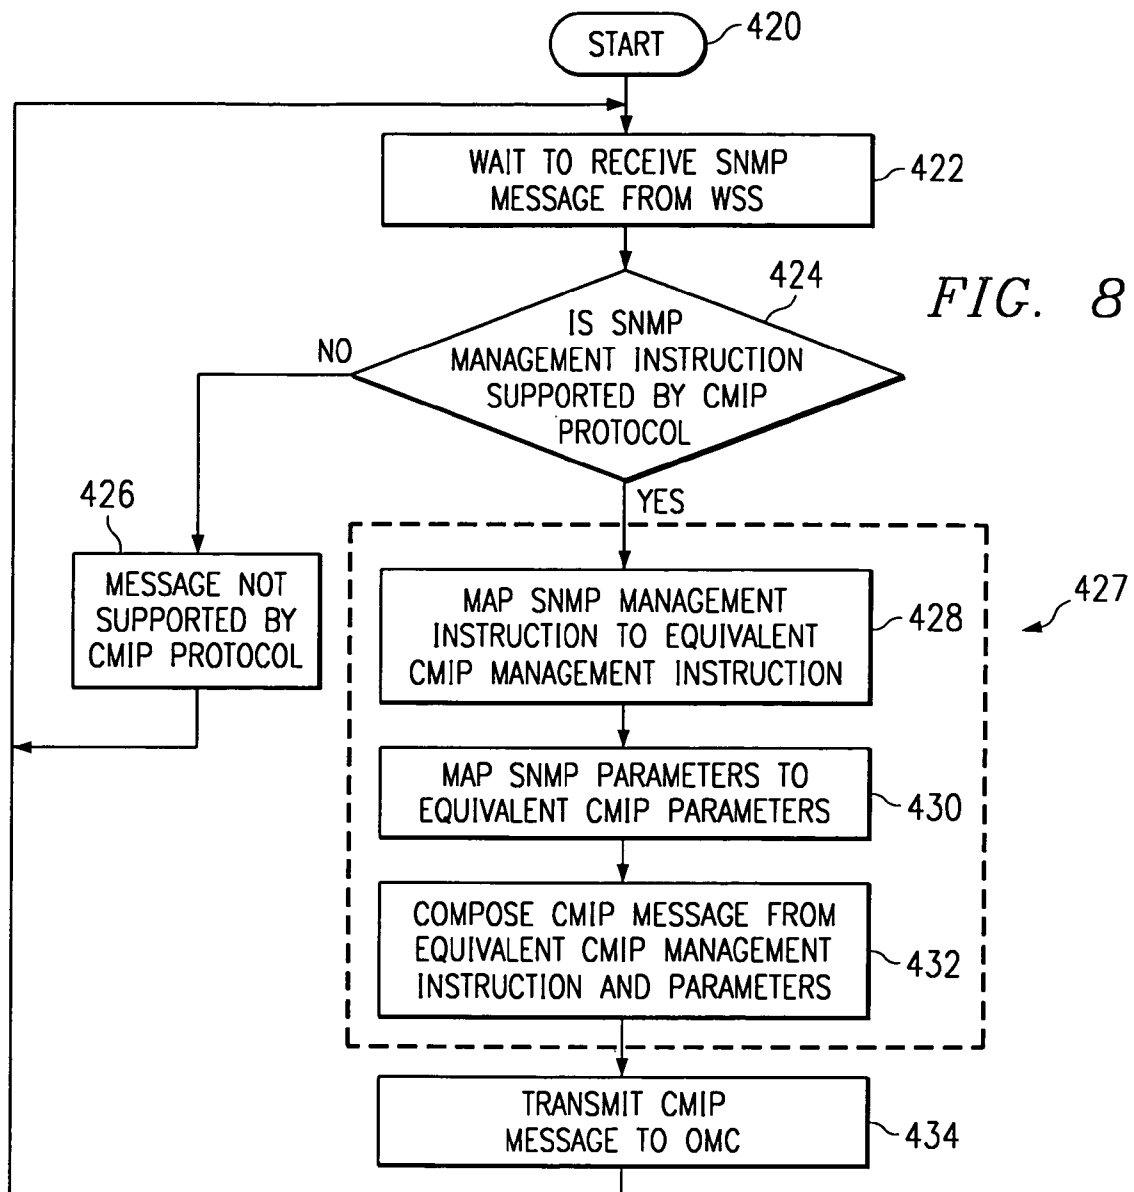 START
420
WAIT TO RECEIVE SNMP
MESSAGE FROM WSS
422
424
FIG. 8
IS SNMP
MANAGEMENT INSTRUCTION
SUPPORTED BY CMIP
PROTOCOL
NO
YES
426
MESSAGE NOT
SUPPORTED BY
CMIP PROTOCOL
427
MAP SNMP MANAGEMENT
INSTRUCTION TO EQUIVALENT
CMIP MANAGEMENT INSTRUCTION
428
MAP SNMP PARAMETERS TO
EQUIVALENT CMIP PARAMETERS
430
COMPOSE CMIP MESSAGE FROM
EQUIVALENT CMIP MANAGEMENT
INSTRUCTION AND PARAMETERS
432
TRANSMIT CMIP
MESSAGE TO OMC
434